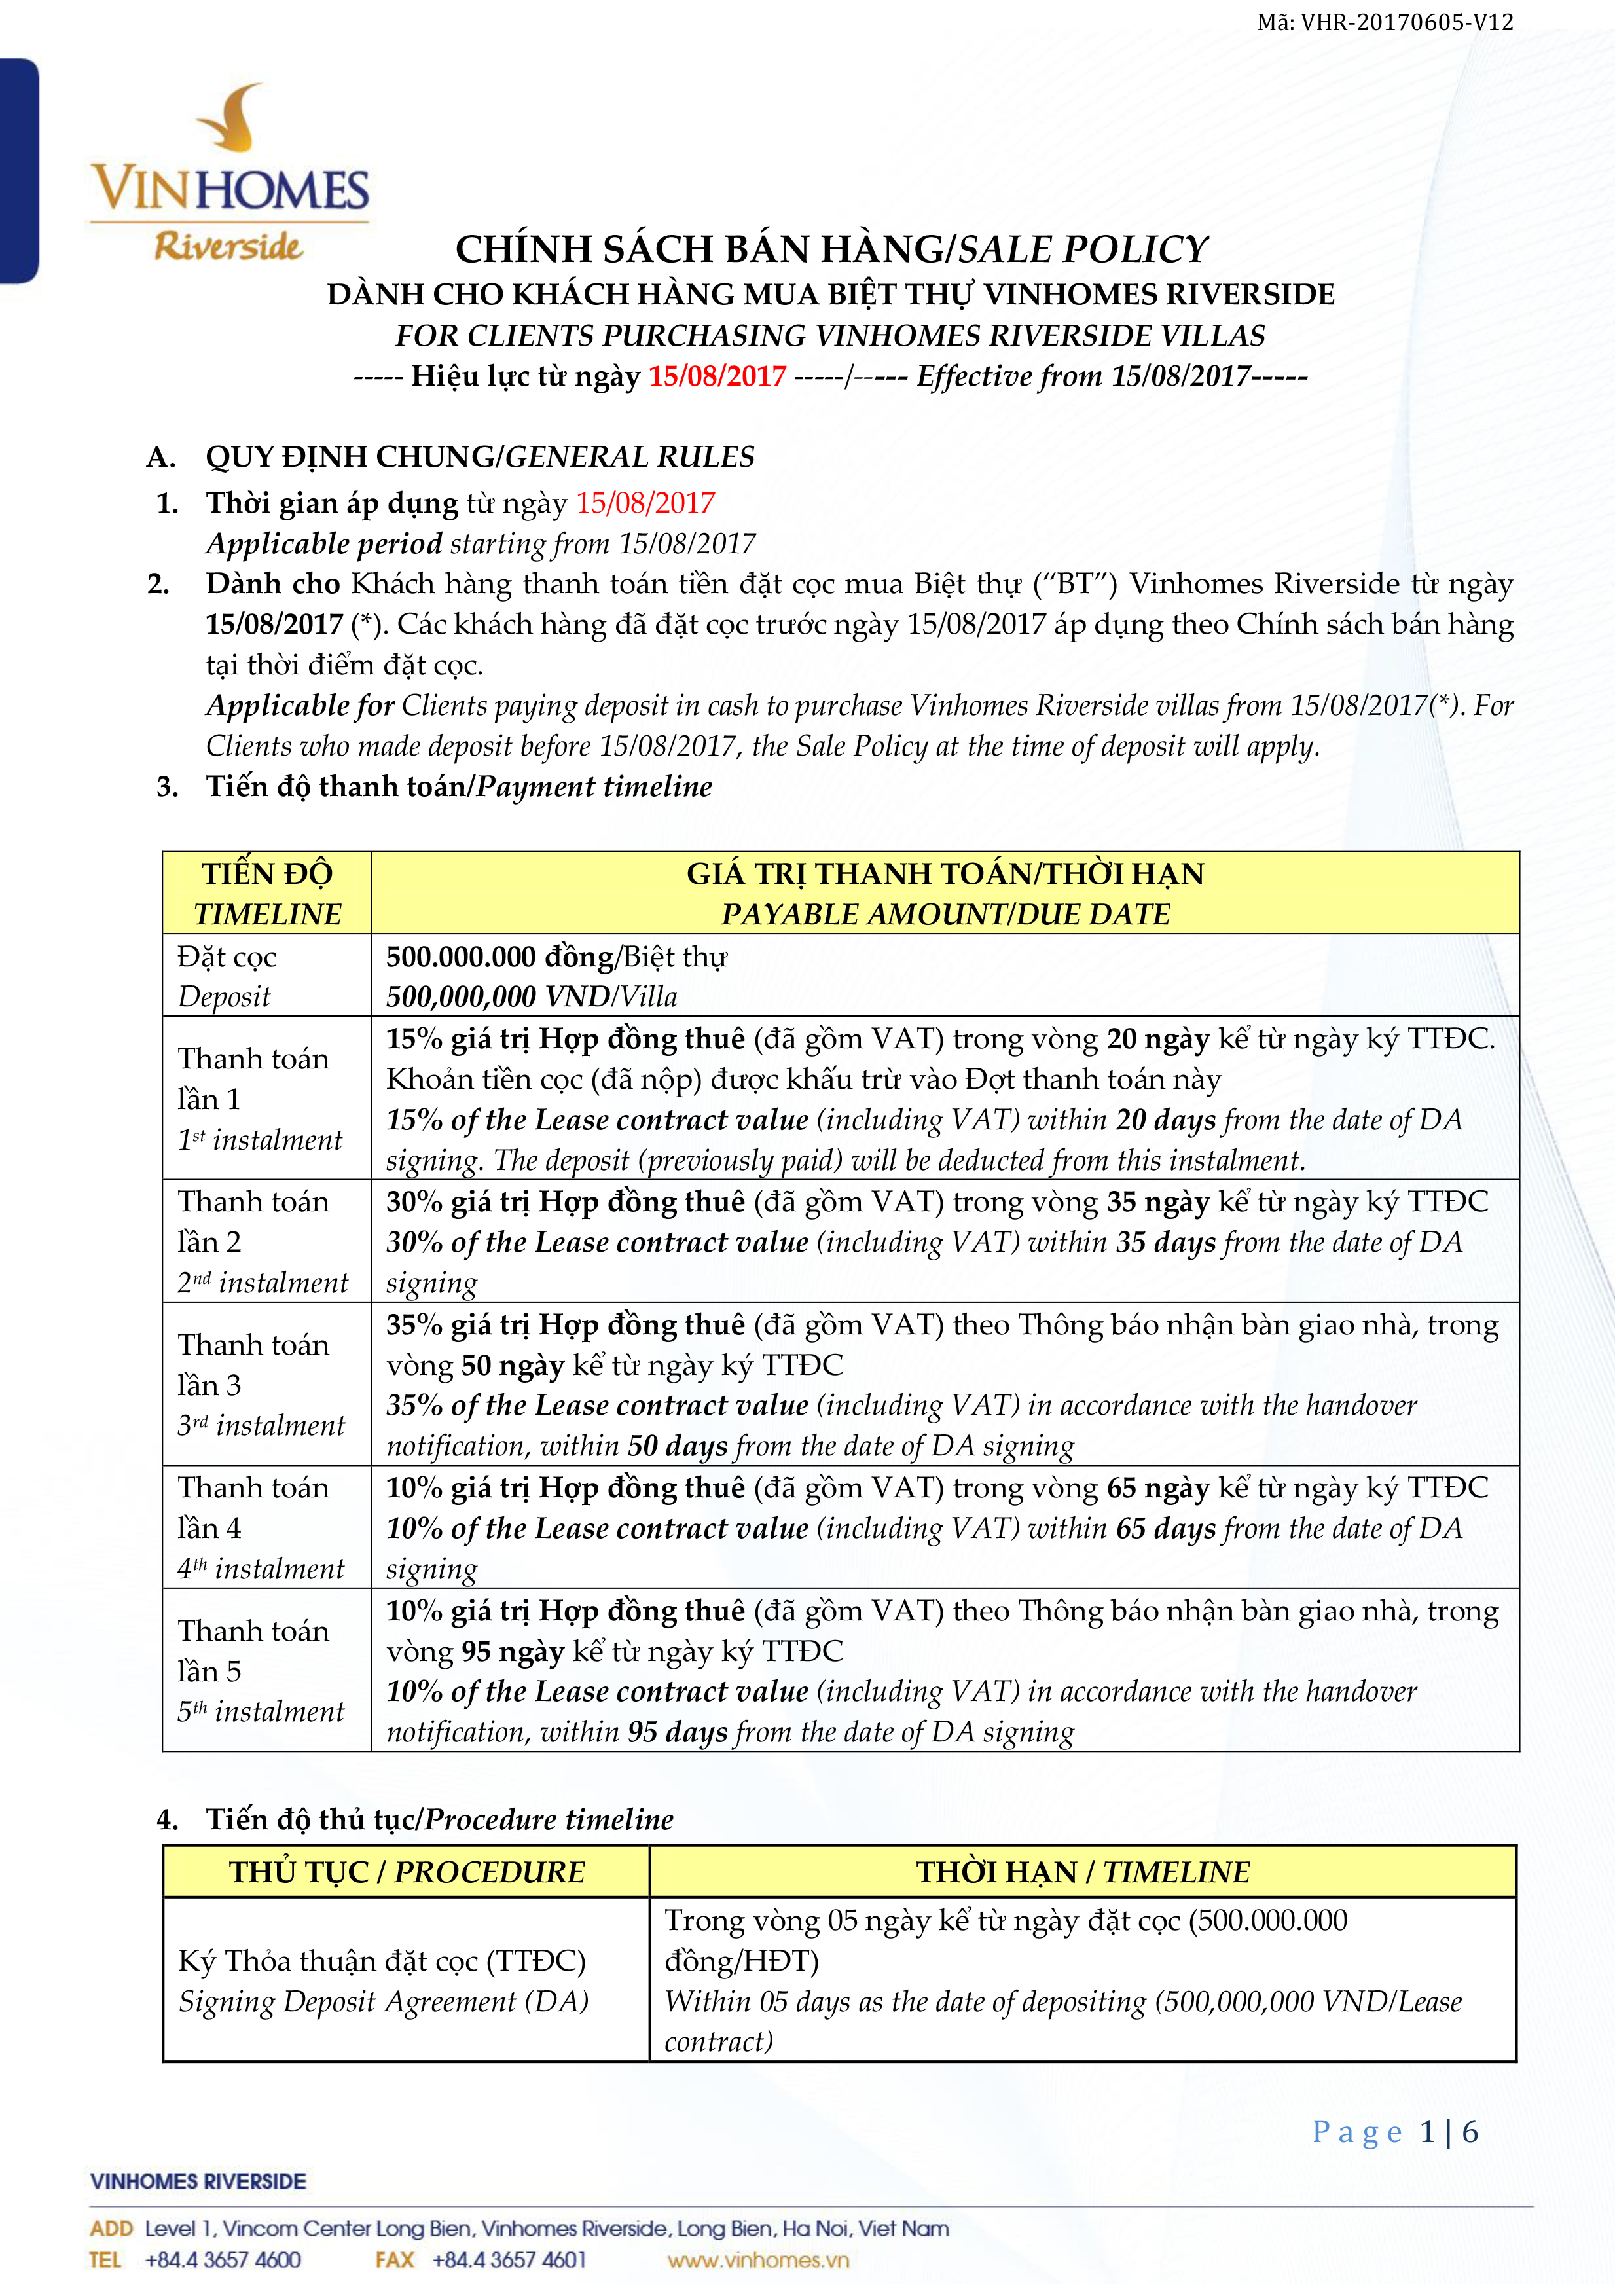 Mã: VHR-20170605-V12
VINHOMES
Riverside
CHÍNH SÁCH BÁN HÀNG/SALE POLICY
DÀNH CHO KHÁCH HÀNG MUA BIỆT THỰ VINHOMES RIVERSIDE
FOR CLIENTS PURCHASING VINHOMES RIVERSIDE VILLAS
----- Hiệu lực từ ngày 15/08/2017 -----/----- Effective from 15/08/2017-----
A. QUY ĐỊNH CHUNG/GENERAL RULES
1. Thời gian áp dụng từ ngày 15/08/2017
Applicable period starting from 15/08/2017
2. Dành cho Khách hàng thanh toán tiền đặt cọc mua Biệt thự (“BT”) Vinhomes Riverside từ ngày
15/08/2017 (*). Các khách hàng đã đặt cọc trước ngày 15/08/2017 áp dụng theo Chính sách bán hàng
tại thời điểm đặt cọc.
Applicable for Clients paying deposit in cash to purchase Vinhomes Riverside villas from 15/08/2017(*). For
Clients who made deposit before 15/08/2017, the Sale Policy at the time of deposit will apply.
3. Tiến độ thanh toán/Payment timeline
TIẾN ĐỘ
TIMELINE
GIÁ TRỊ THANH TOÁN/THỜI HẠN
PAYABLE AMOUNT/DUE DATE
Đặt cọc
Deposit
500.000.000 đồng/Biệt thự
500,000,000 VND/Villa
Thanh toán
lần 1
1st instalment
15% giá trị Hợp đồng thuê (đã gồm VAT) trong vòng 20 ngày kể từ ngày ký TTĐC.
Khoản tiền cọc (đã nộp) được khấu trừ vào Đợt thanh toán này
15% of the Lease contract value (including VAT) within 20 days from the date of DA
signing. The deposit (previously paid) will be deducted from this instalment.
Thanh toán
lần 2
2nd instalment
30% giá trị Hợp đồng thuê (đã gồm VAT) trong vòng 35 ngày kể từ ngày ký TTĐC
30% of the Lease contract value (including VAT) within 35 days from the date of DA
signing
Thanh toán
lần 3
3rd instalment
35% giá trị Hợp đồng thuê (đã gồm VAT) theo Thông báo nhận bàn giao nhà, trong
vòng 50 ngày kể từ ngày ký TTĐC
35% of the Lease contract value (including VAT) in accordance with the handover
notification, within 50 days from the date of DA signing
Thanh toán
lần 4
4th instalment
10% giá trị Hợp đồng thuê (đã gồm VAT) trong vòng 65 ngày kể từ ngày ký TTĐC
10% of the Lease contract value (including VAT) within 65 days from the date of DA
signing
Thanh toán
lần 5
5th instalment
10% giá trị Hợp đồng thuê (đã gồm VAT) theo Thông báo nhận bàn giao nhà, trong
vòng 95 ngày kể từ ngày ký TTĐC
10% of the Lease contract value (including VAT) in accordance with the handover
notification, within 95 days from the date of DA signing
4. Tiến độ thủ tục/Procedure timeline
THỦ TỤC / PROCEDURE
THỜI HẠN / TIMELINE
Ký Thỏa thuận đặt cọc (TTĐC)
Signing Deposit Agreement (DA)
Trong vòng 05 ngày kể từ ngày đặt cọc (500.000.000
đồng/HĐT)
Within 05 days as the date of depositing (500,000,000 VND/Lease
contract)
Page 1 | 6
VINHOMES RIVERSIDE
ADD Level 1, Vincom Center Long Bien, Vinhomes Riverside, Long Bien, Ha Noi, Viet Nam
TEL +84.4 3657 4600 FAX +84.4 3657 4601 www.vinhomes.vn